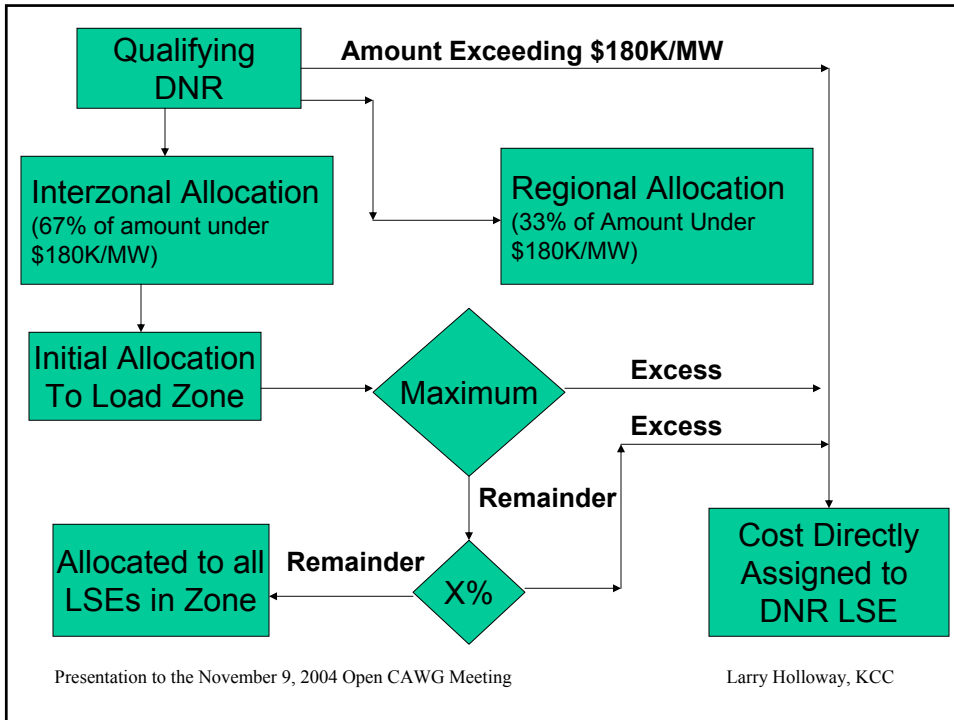 Qualifying
DNR
Amount Exceeding $180K/MW
Interzonal Allocation
(67% of amount under
$180K/MW)
Regional Allocation
(33% of Amount Under
$180K/MW)
Initial Allocation
To Load Zone
Maximum
Excess
Excess
Remainder
Allocated to all
LSEs in Zone
Remainder
X%
Cost Directly
Assigned to
DNR LSE
Presentation to the November 9, 2004 Open CAWG Meeting
Larry Holloway, KCC